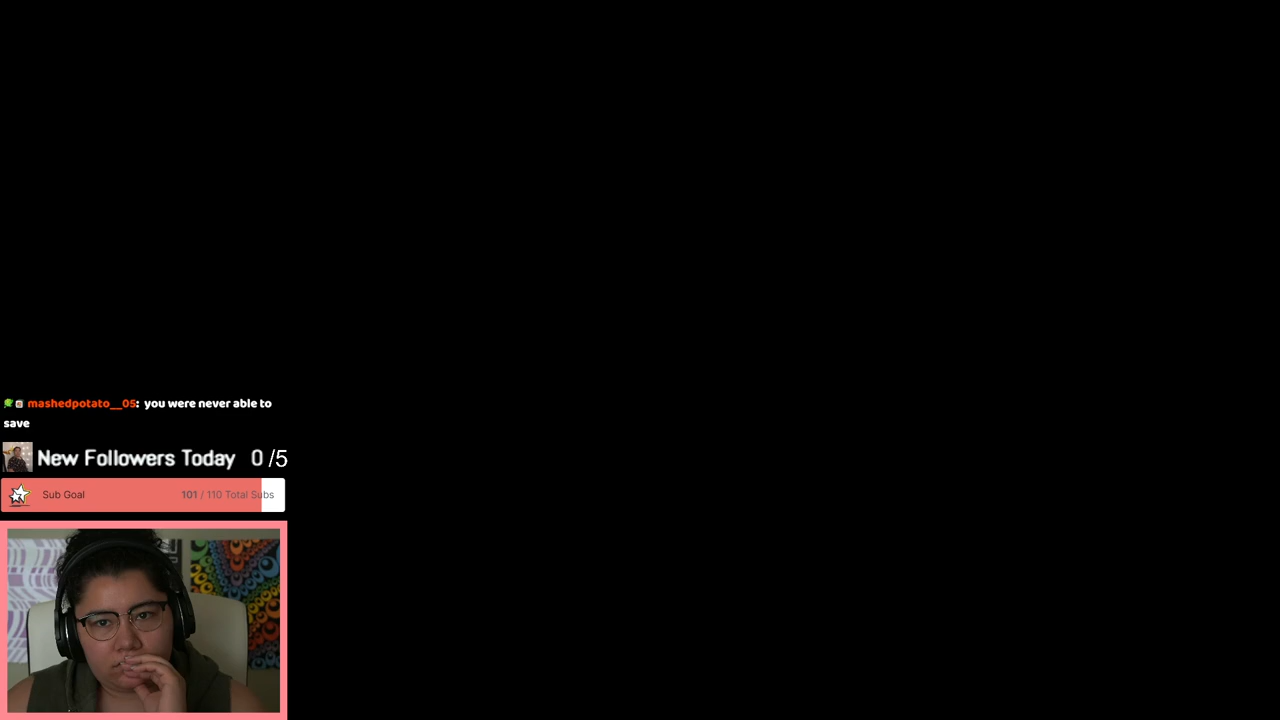 mashedpotato__05: you were never able to
save
New Followers Today 0 /5
Sub Goal 101 / 110 Total Subs